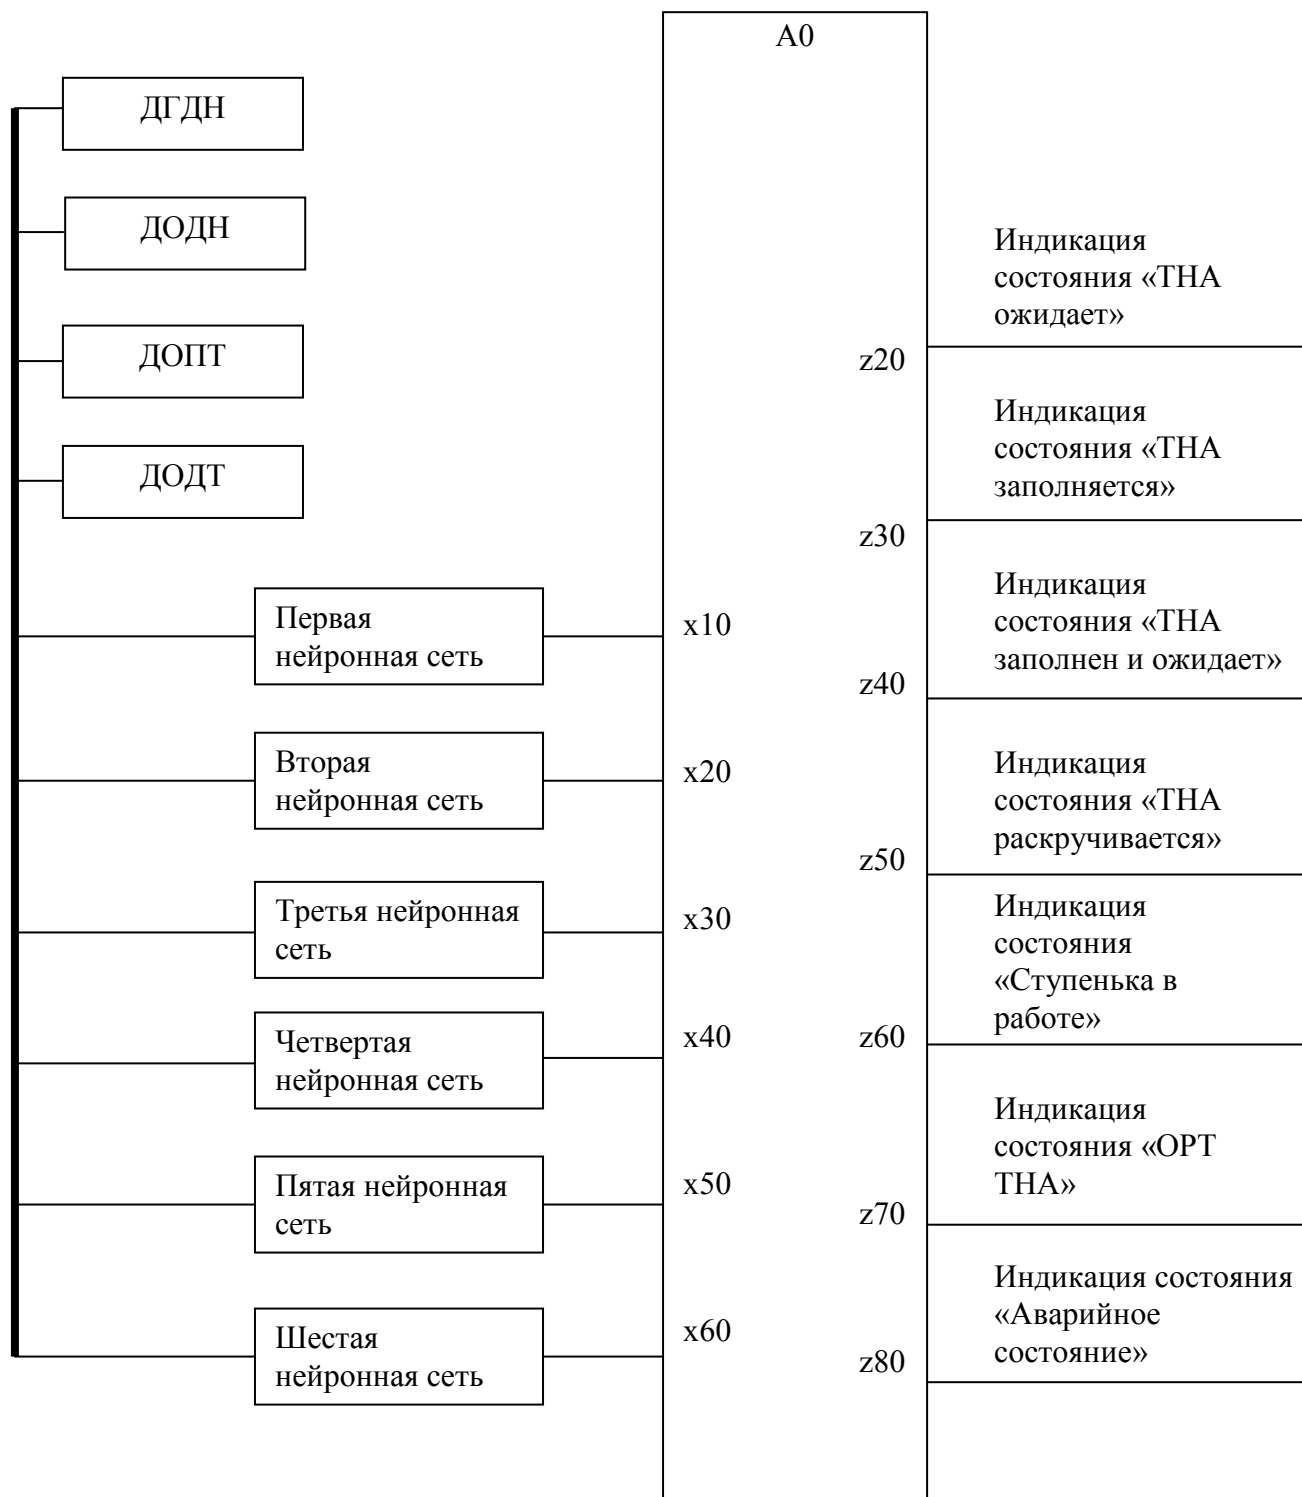 A0
ДГДН
ДОДН
ДОПТ
ДОДТ
Первая
нейронная сеть
Вторая
нейронная сеть
Третья нейронная
сеть
Четвертая
нейронная сеть
Пятая нейронная
сеть
Шестая
нейронная сеть
x10
x20
x30
x40
x50
x60
z20
z30
z40
z50
z60
z70
z80
Индикация
состояния «ТНА
ожидает»
Индикация
состояния «ТНА
заполняется»
Индикация
состояния «ТНА
заполнен и ожидает»
Индикация
состояния «ТНА
раскручивается»
Индикация
состояния
«Ступенька в
работе»
Индикация
состояния «ОРТ
ТНА»
Индикация состояния
«Аварийное
состояние»